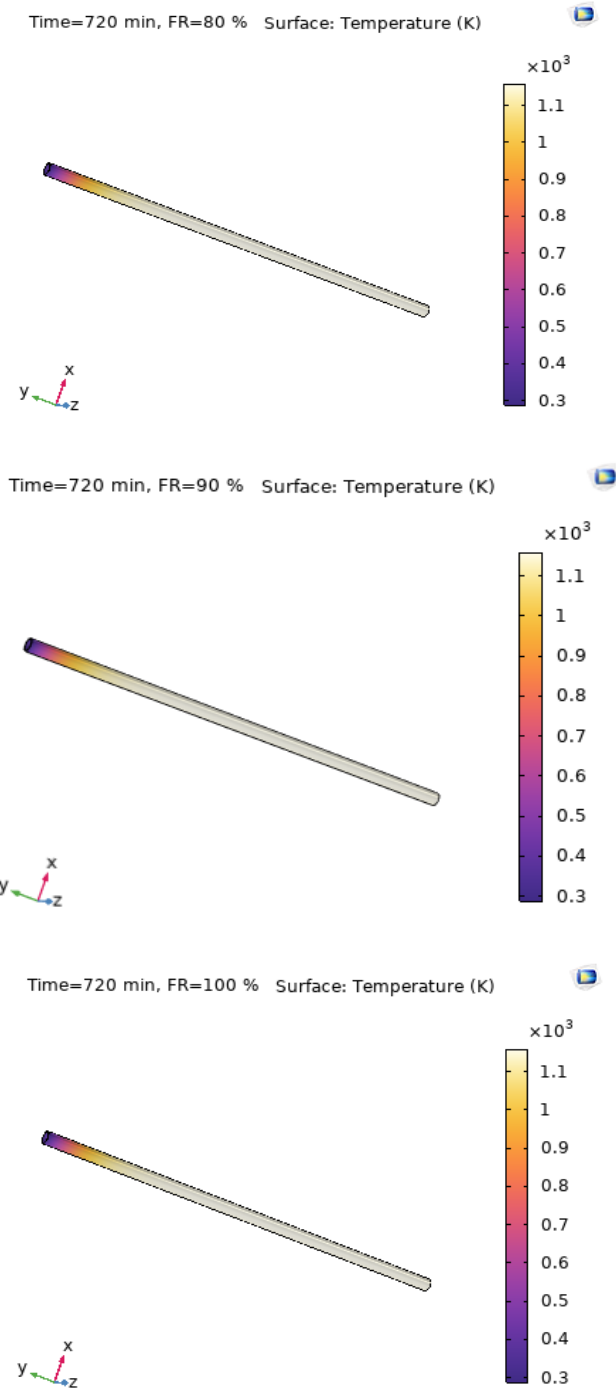 Time=720 min, FR=80 % Surface: Temperature (K)
×10³
1.1
1
0.9
0.8
0.7
0.6
0.5
0.4
0.3
x
y
z
Time=720 min, FR=90 % Surface: Temperature (K)
×10³
1.1
1
0.9
0.8
0.7
0.6
0.5
0.4
0.3
x
y
z
Time=720 min, FR=100 % Surface: Temperature (K)
×10³
1.1
1
0.9
0.8
0.7
0.6
0.5
0.4
0.3
x
y
z